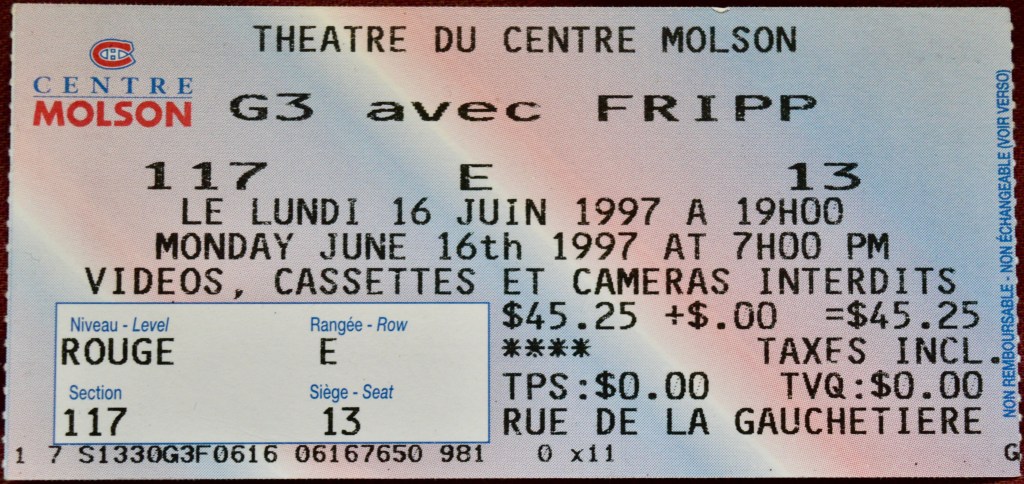 THEATRE DU CENTRE MOLSON
CENTRE
MOLSON
G3 avec FRIPP
117 E 13
LE LUNDI 16 JUIN 1997 A 19H00
MONDAY JUNE 16th 1997 AT 7H00 PM
VIDEOS, CASSETTES ET CAMERAS INTERDITS
Niveau - Level Rangée - Row
ROUGE E
Section Siège - Seat
117 13
$45.25 +$.00 =$45.25
**** TAXES INCL.
TPS:$0.00 TVQ:$0.00
RUE DE LA GAUCHETIERE
1 7 S1330G3F0616 06167650 981 0 x11 G
NON REMBOURSABLE - NON ÉCHANGEABLE (VOIR VERSO)